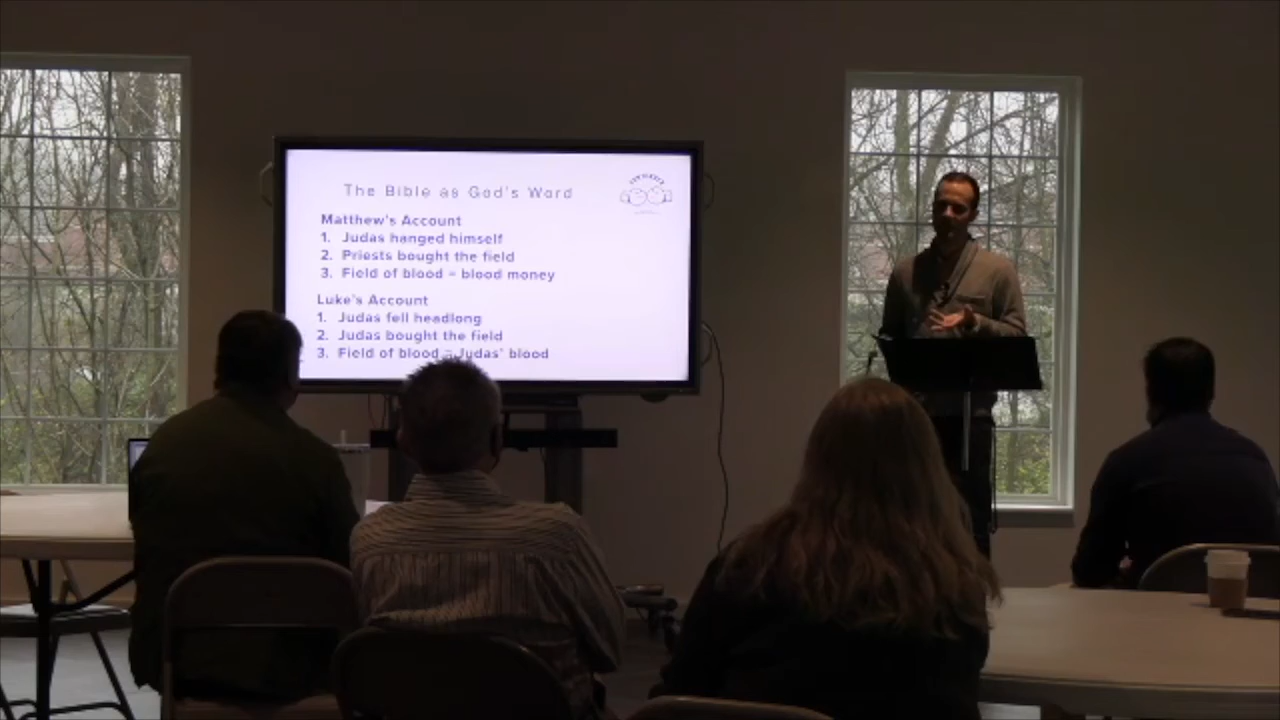 The Bible as God's Word
Matthew's Account
1. Judas hanged himself
2. Priests bought the field
3. Field of blood = blood money
Luke's Account
1. Judas fell headlong
2. Judas bought the field
3. Field of blood = Judas' blood